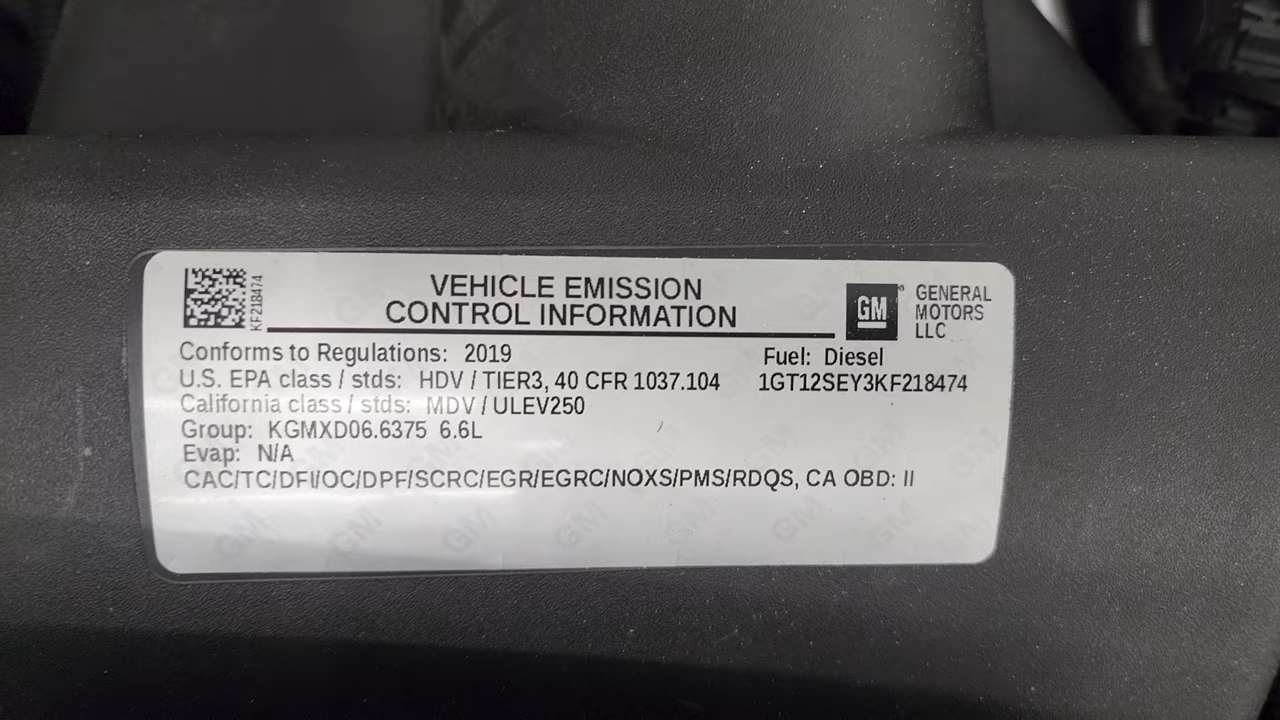 VEHICLE EMISSION
CONTROL INFORMATION
KF218474
GM
GENERAL
MOTORS
LLC
Conforms to Regulations: 2019
Fuel: Diesel
U.S. EPA class / stds: HDV / TIER3, 40 CFR 1037.104
1GT12SEY3KF218474
California class / stds: MDV / ULEV250
Group: KGMXD06.6375 6.6L
Evap: N/A
CAC/TC/DFI/OC/DPF/SCRC/EGR/EGRC/NOXS/PMS/RDQS, CA OBD: II